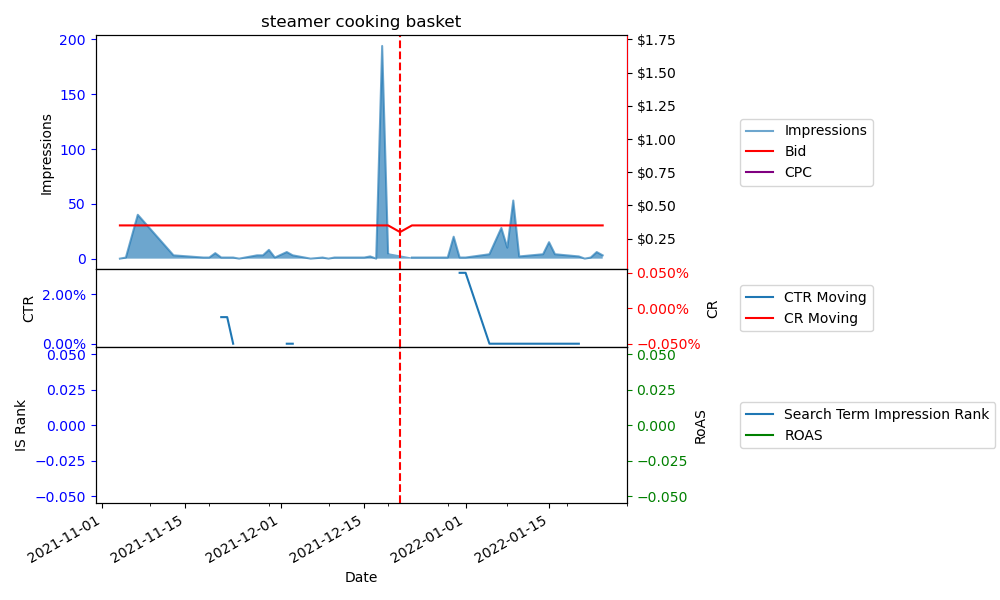 steamer cooking basket
200
150
100
50
0
Impressions
$1.75
$1.50
$1.25
$1.00
$0.75
$0.50
$0.25
Impressions
Bid
CPC
2.00%
0.00%
CTR
0.050%
0.000%
−0.050%
CR
CTR Moving
CR Moving
0.050
0.025
0.000
−0.025
−0.050
IS Rank
0.050
0.025
0.000
−0.025
−0.050
RoAS
Search Term Impression Rank
ROAS
2021-11-01
2021-11-15
2021-12-01
2021-12-15
2022-01-01
2022-01-15
Date